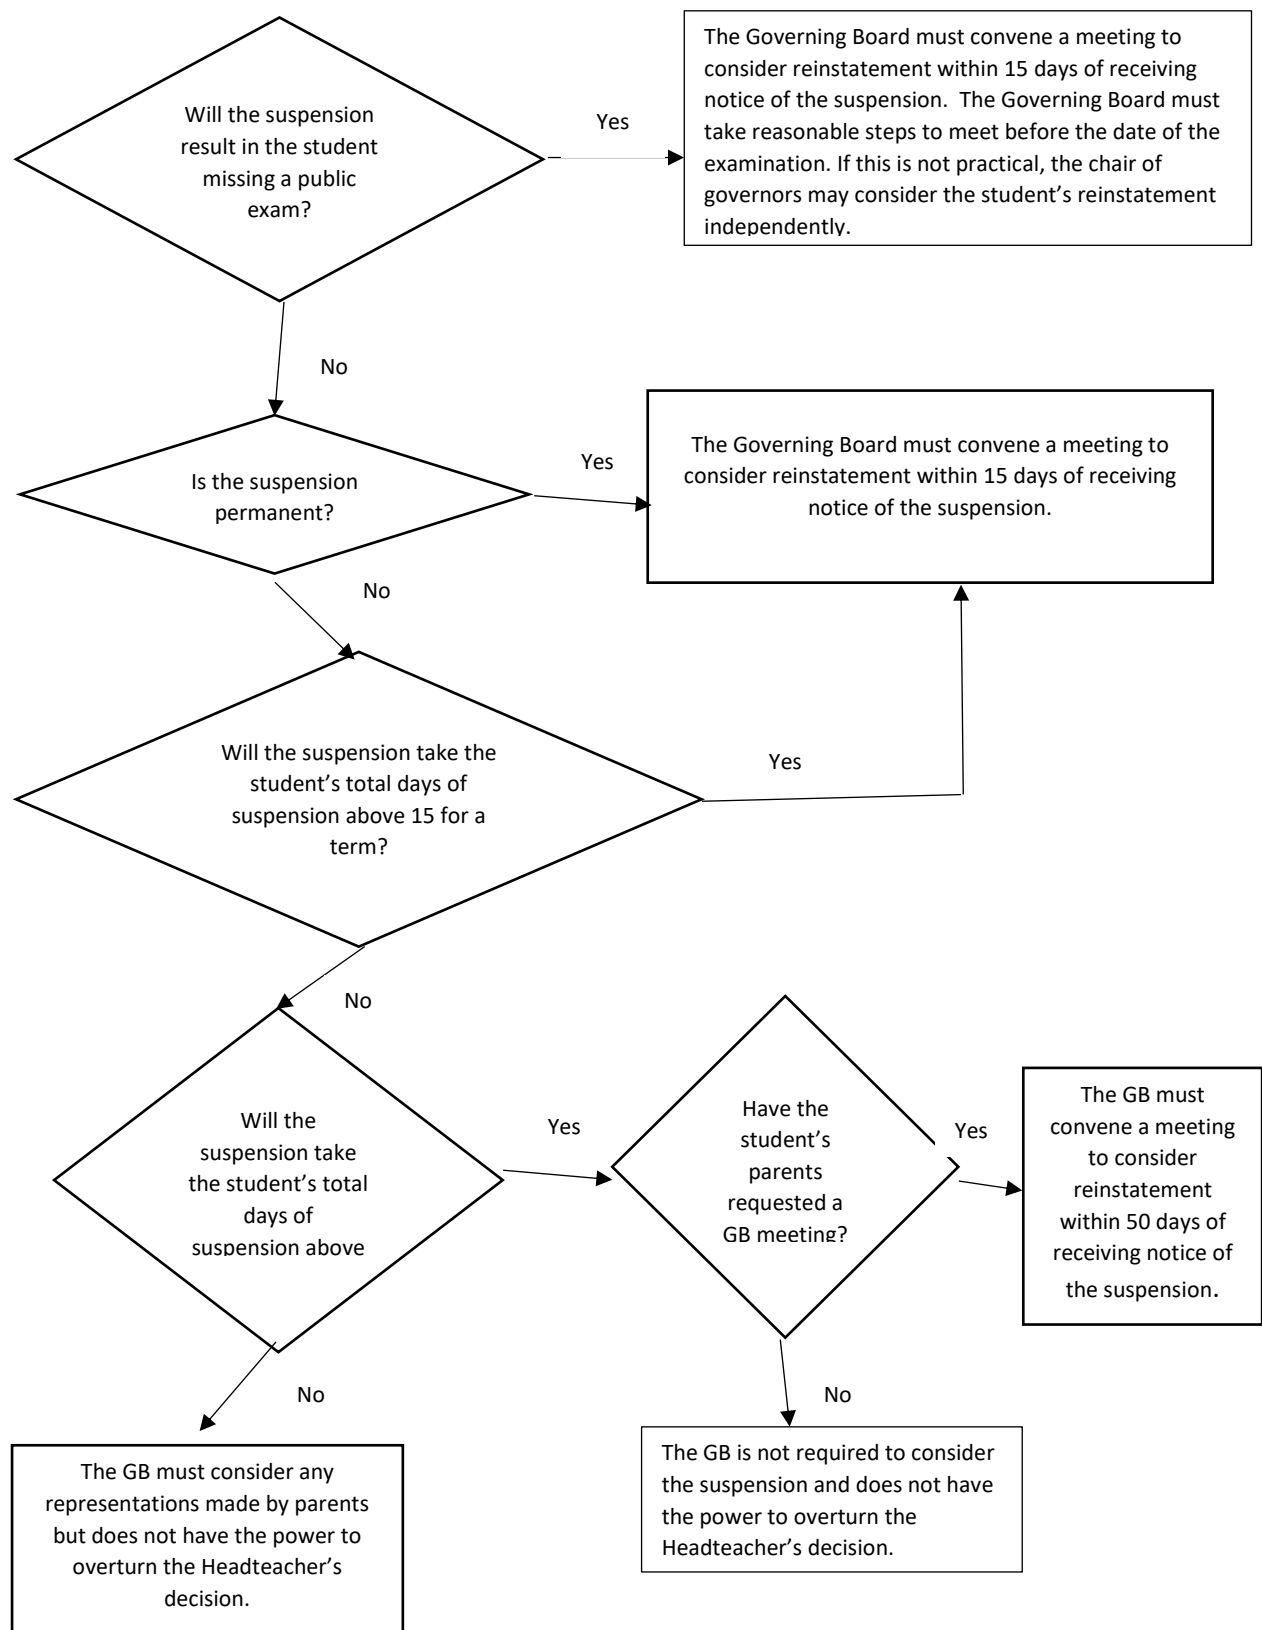 Will the suspension
result in the student
missing a public
exam?
Yes
The Governing Board must convene a meeting to
consider reinstatement within 15 days of receiving
notice of the suspension.  The Governing Board must
take reasonable steps to meet before the date of the
examination. If this is not practical, the chair of
governors may consider the student’s reinstatement
independently.
No
Is the suspension
permanent?
Yes
The Governing Board must convene a meeting to
consider reinstatement within 15 days of receiving
notice of the suspension.
No
Will the suspension take the
student’s total days of
suspension above 15 for a
term?
Yes
No
Will the
suspension take
the student’s total
days of
suspension above
Yes
Have the
student’s
parents
requested a
GB meeting?
Yes
The GB must
convene a meeting
to consider
reinstatement
within 50 days of
receiving notice of
the suspension.
No
The GB must consider any
representations made by parents
but does not have the power to
overturn the Headteacher’s
decision.
No
The GB is not required to consider
the suspension and does not have
the power to overturn the
Headteacher’s decision.